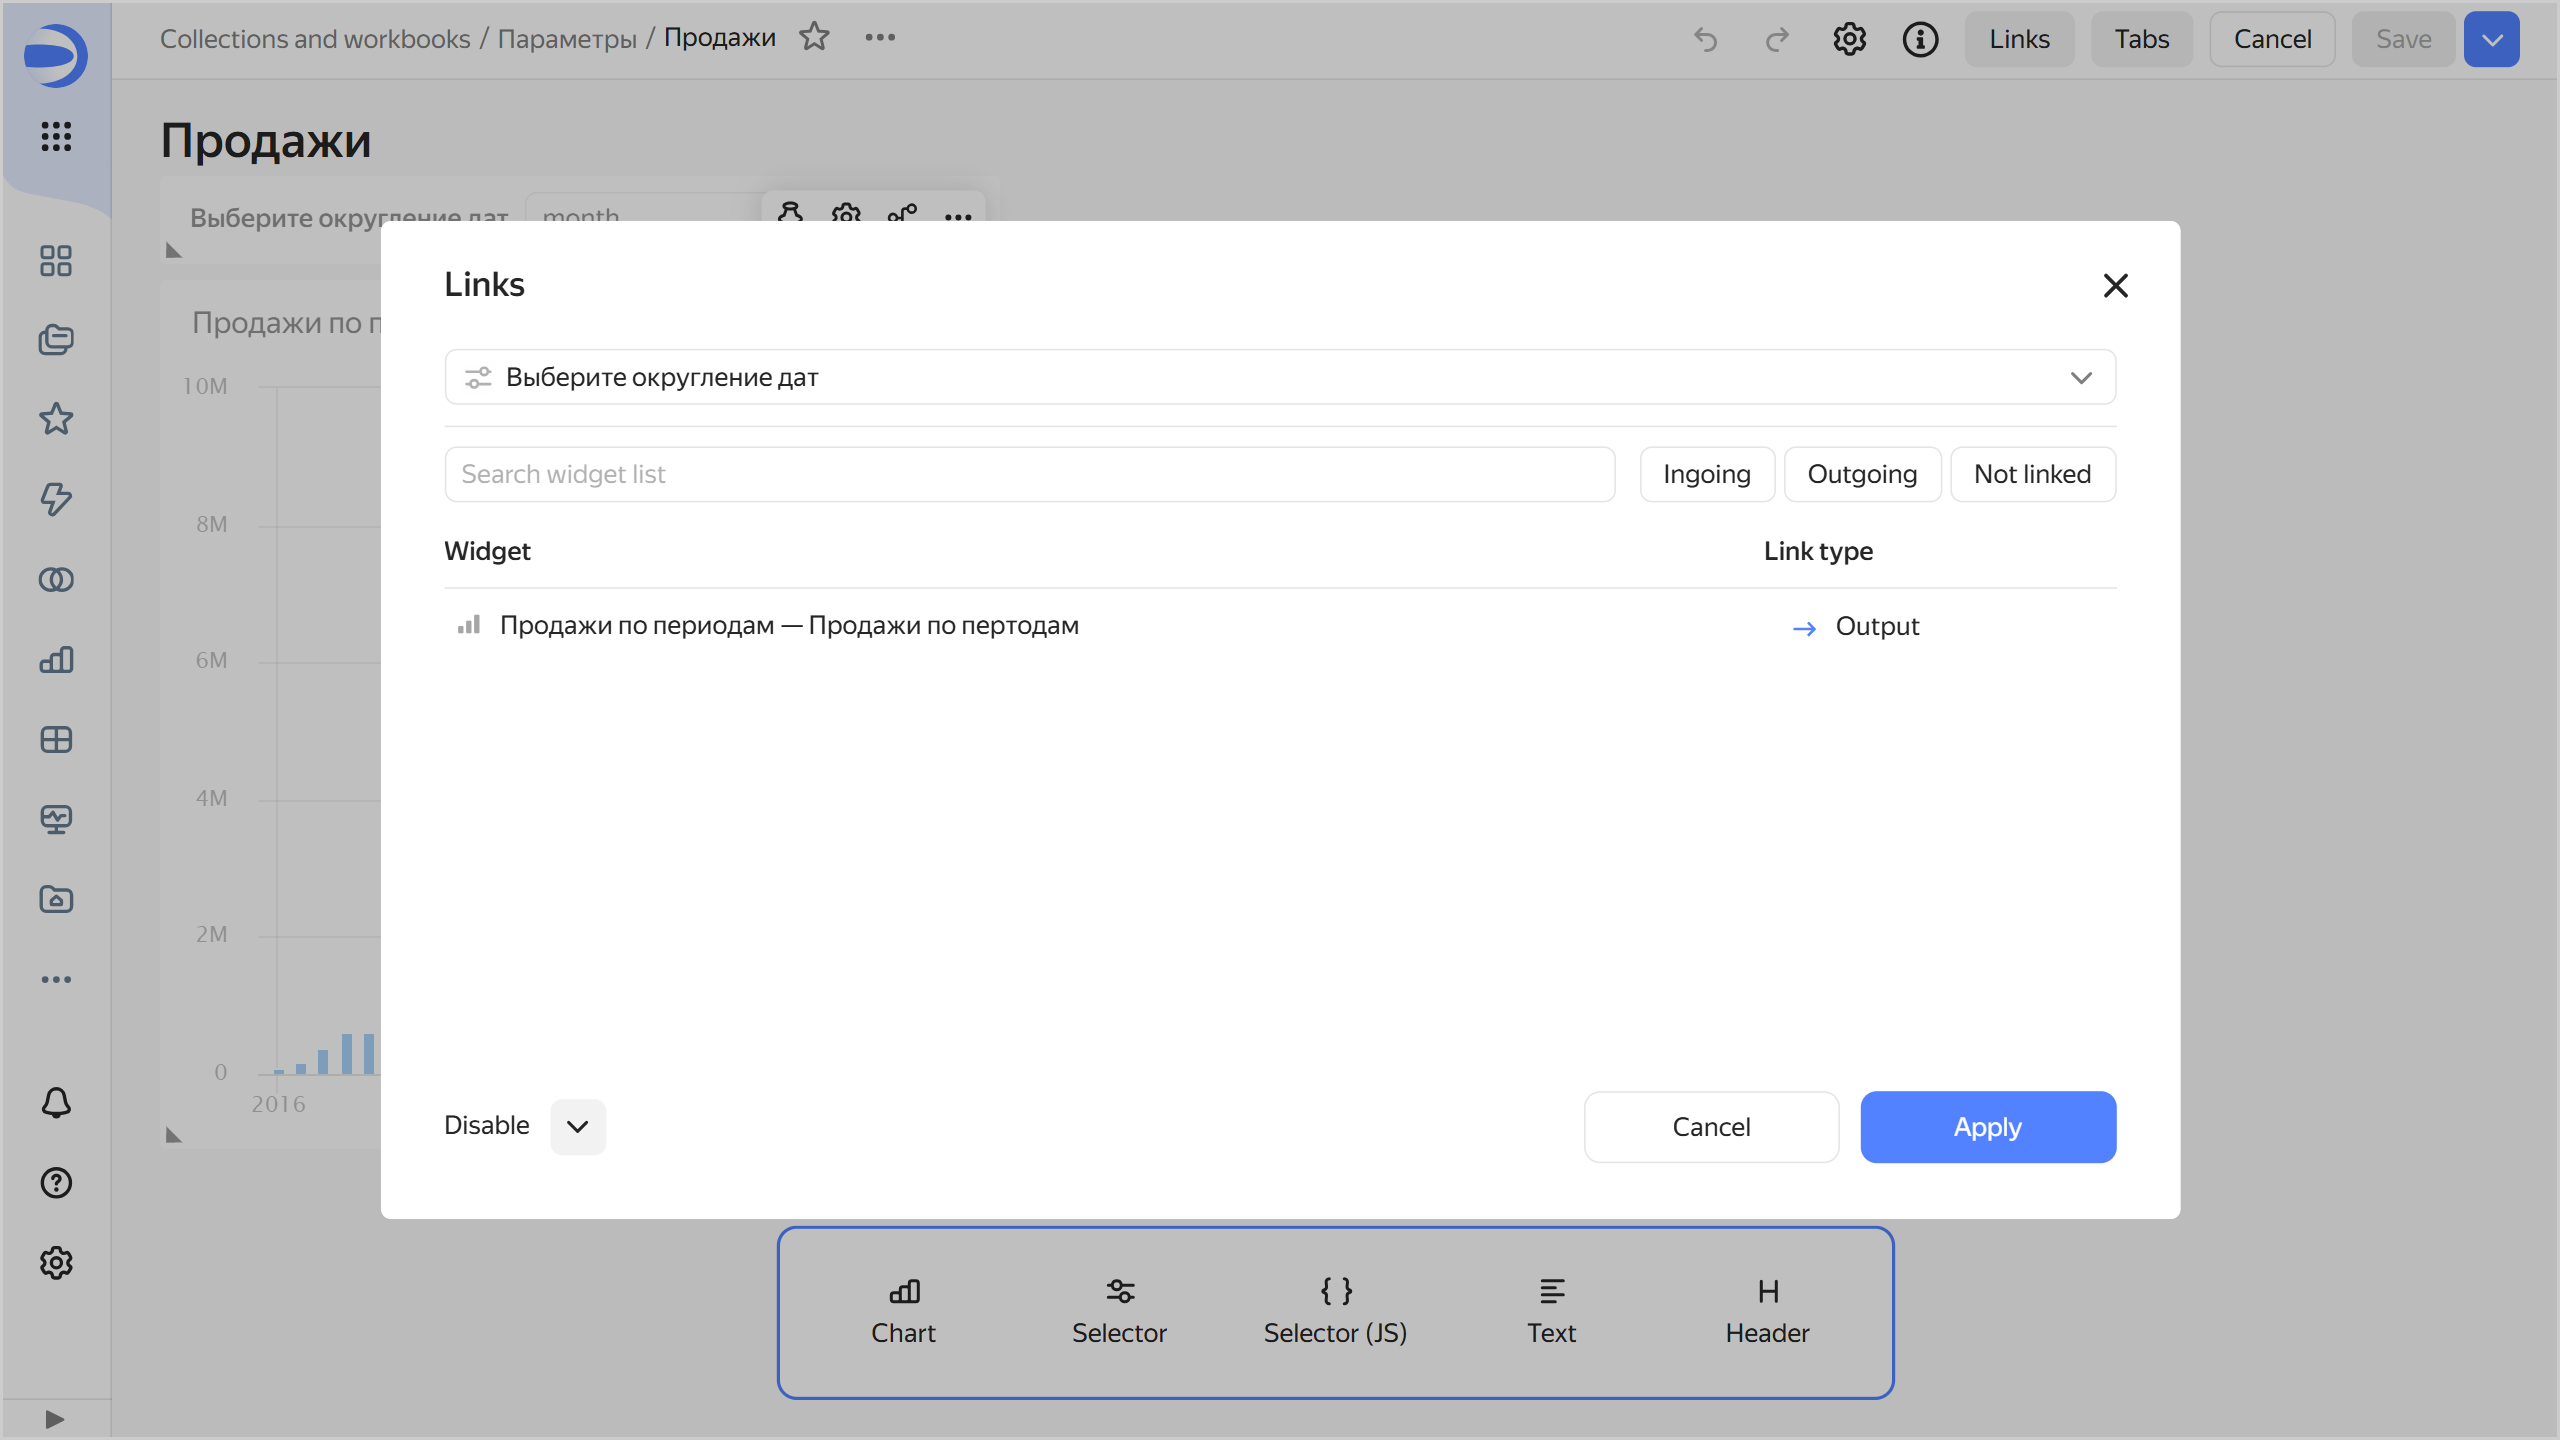 Collections and workbooks / Параметры / Продажи
Links
Tabs
Cancel
Save
Продажи
Выберите округление дат
month
Links
Выберите округление дат
Search widget list
Ingoing
Outgoing
Not linked
Widget
Link type
Продажи по периодам — Продажи по пертодам
Output
Disable
Cancel
Apply
Продажи по п
10M
8M
6M
4M
2M
0
2016
Chart
Selector
Selector (JS)
Text
Header